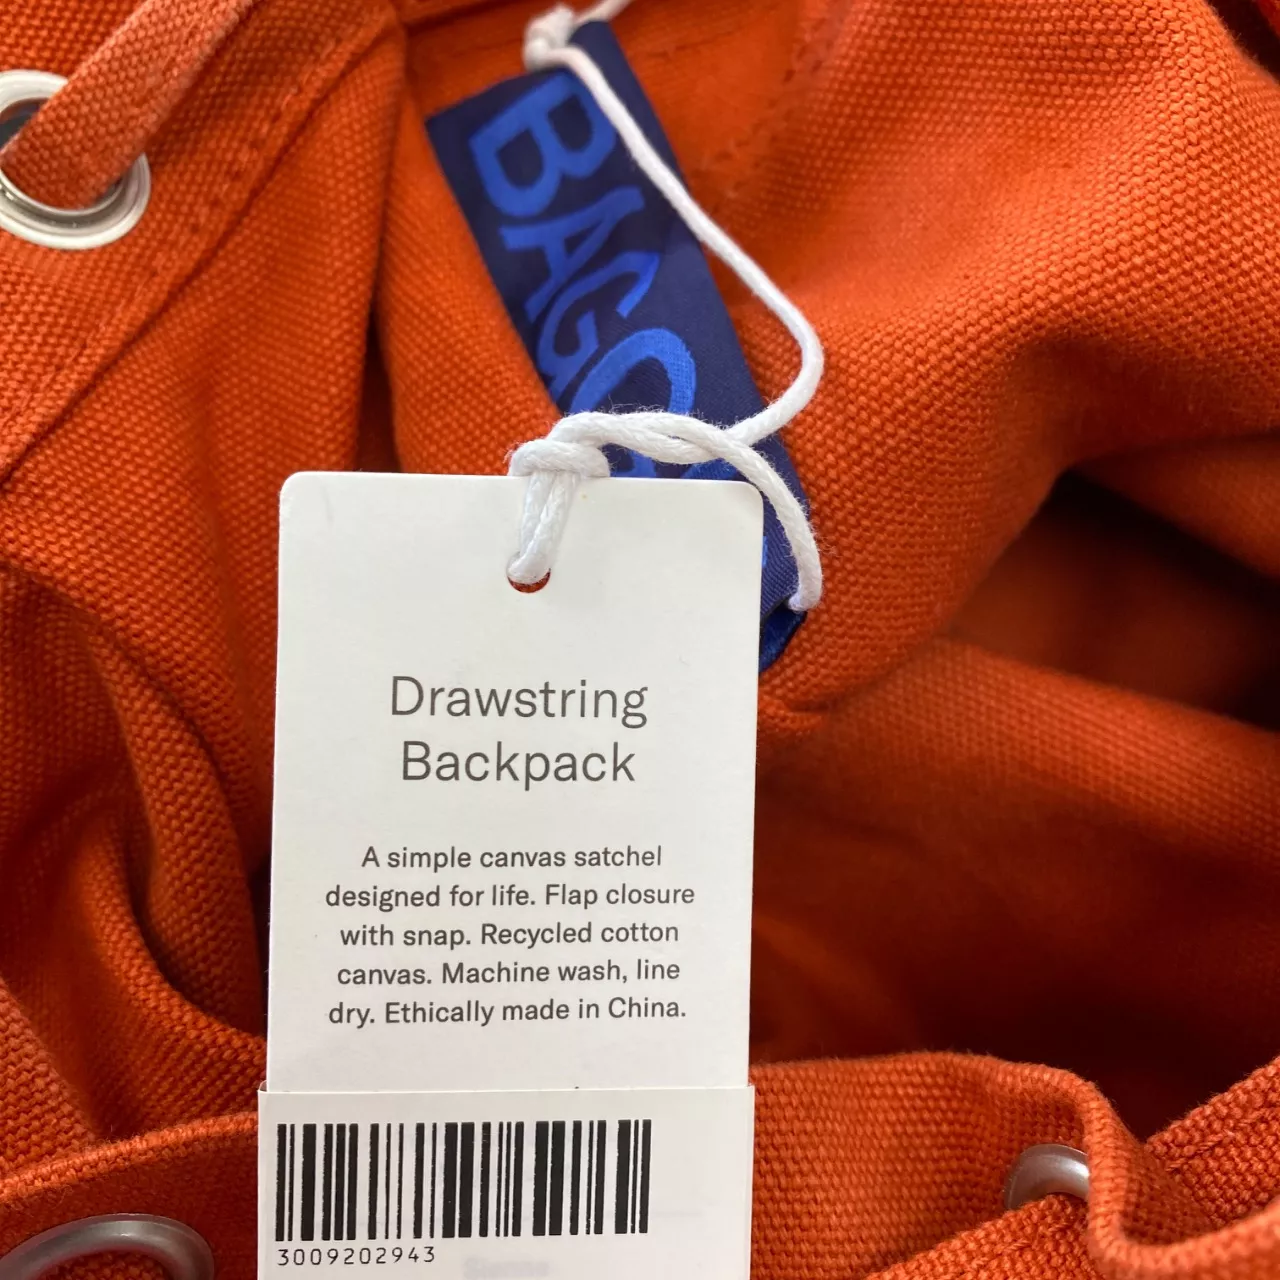 BAGGU
Drawstring
Backpack
A simple canvas satchel
designed for life. Flap closure
with snap. Recycled cotton
canvas. Machine wash, line
dry. Ethically made in China.
3009202943